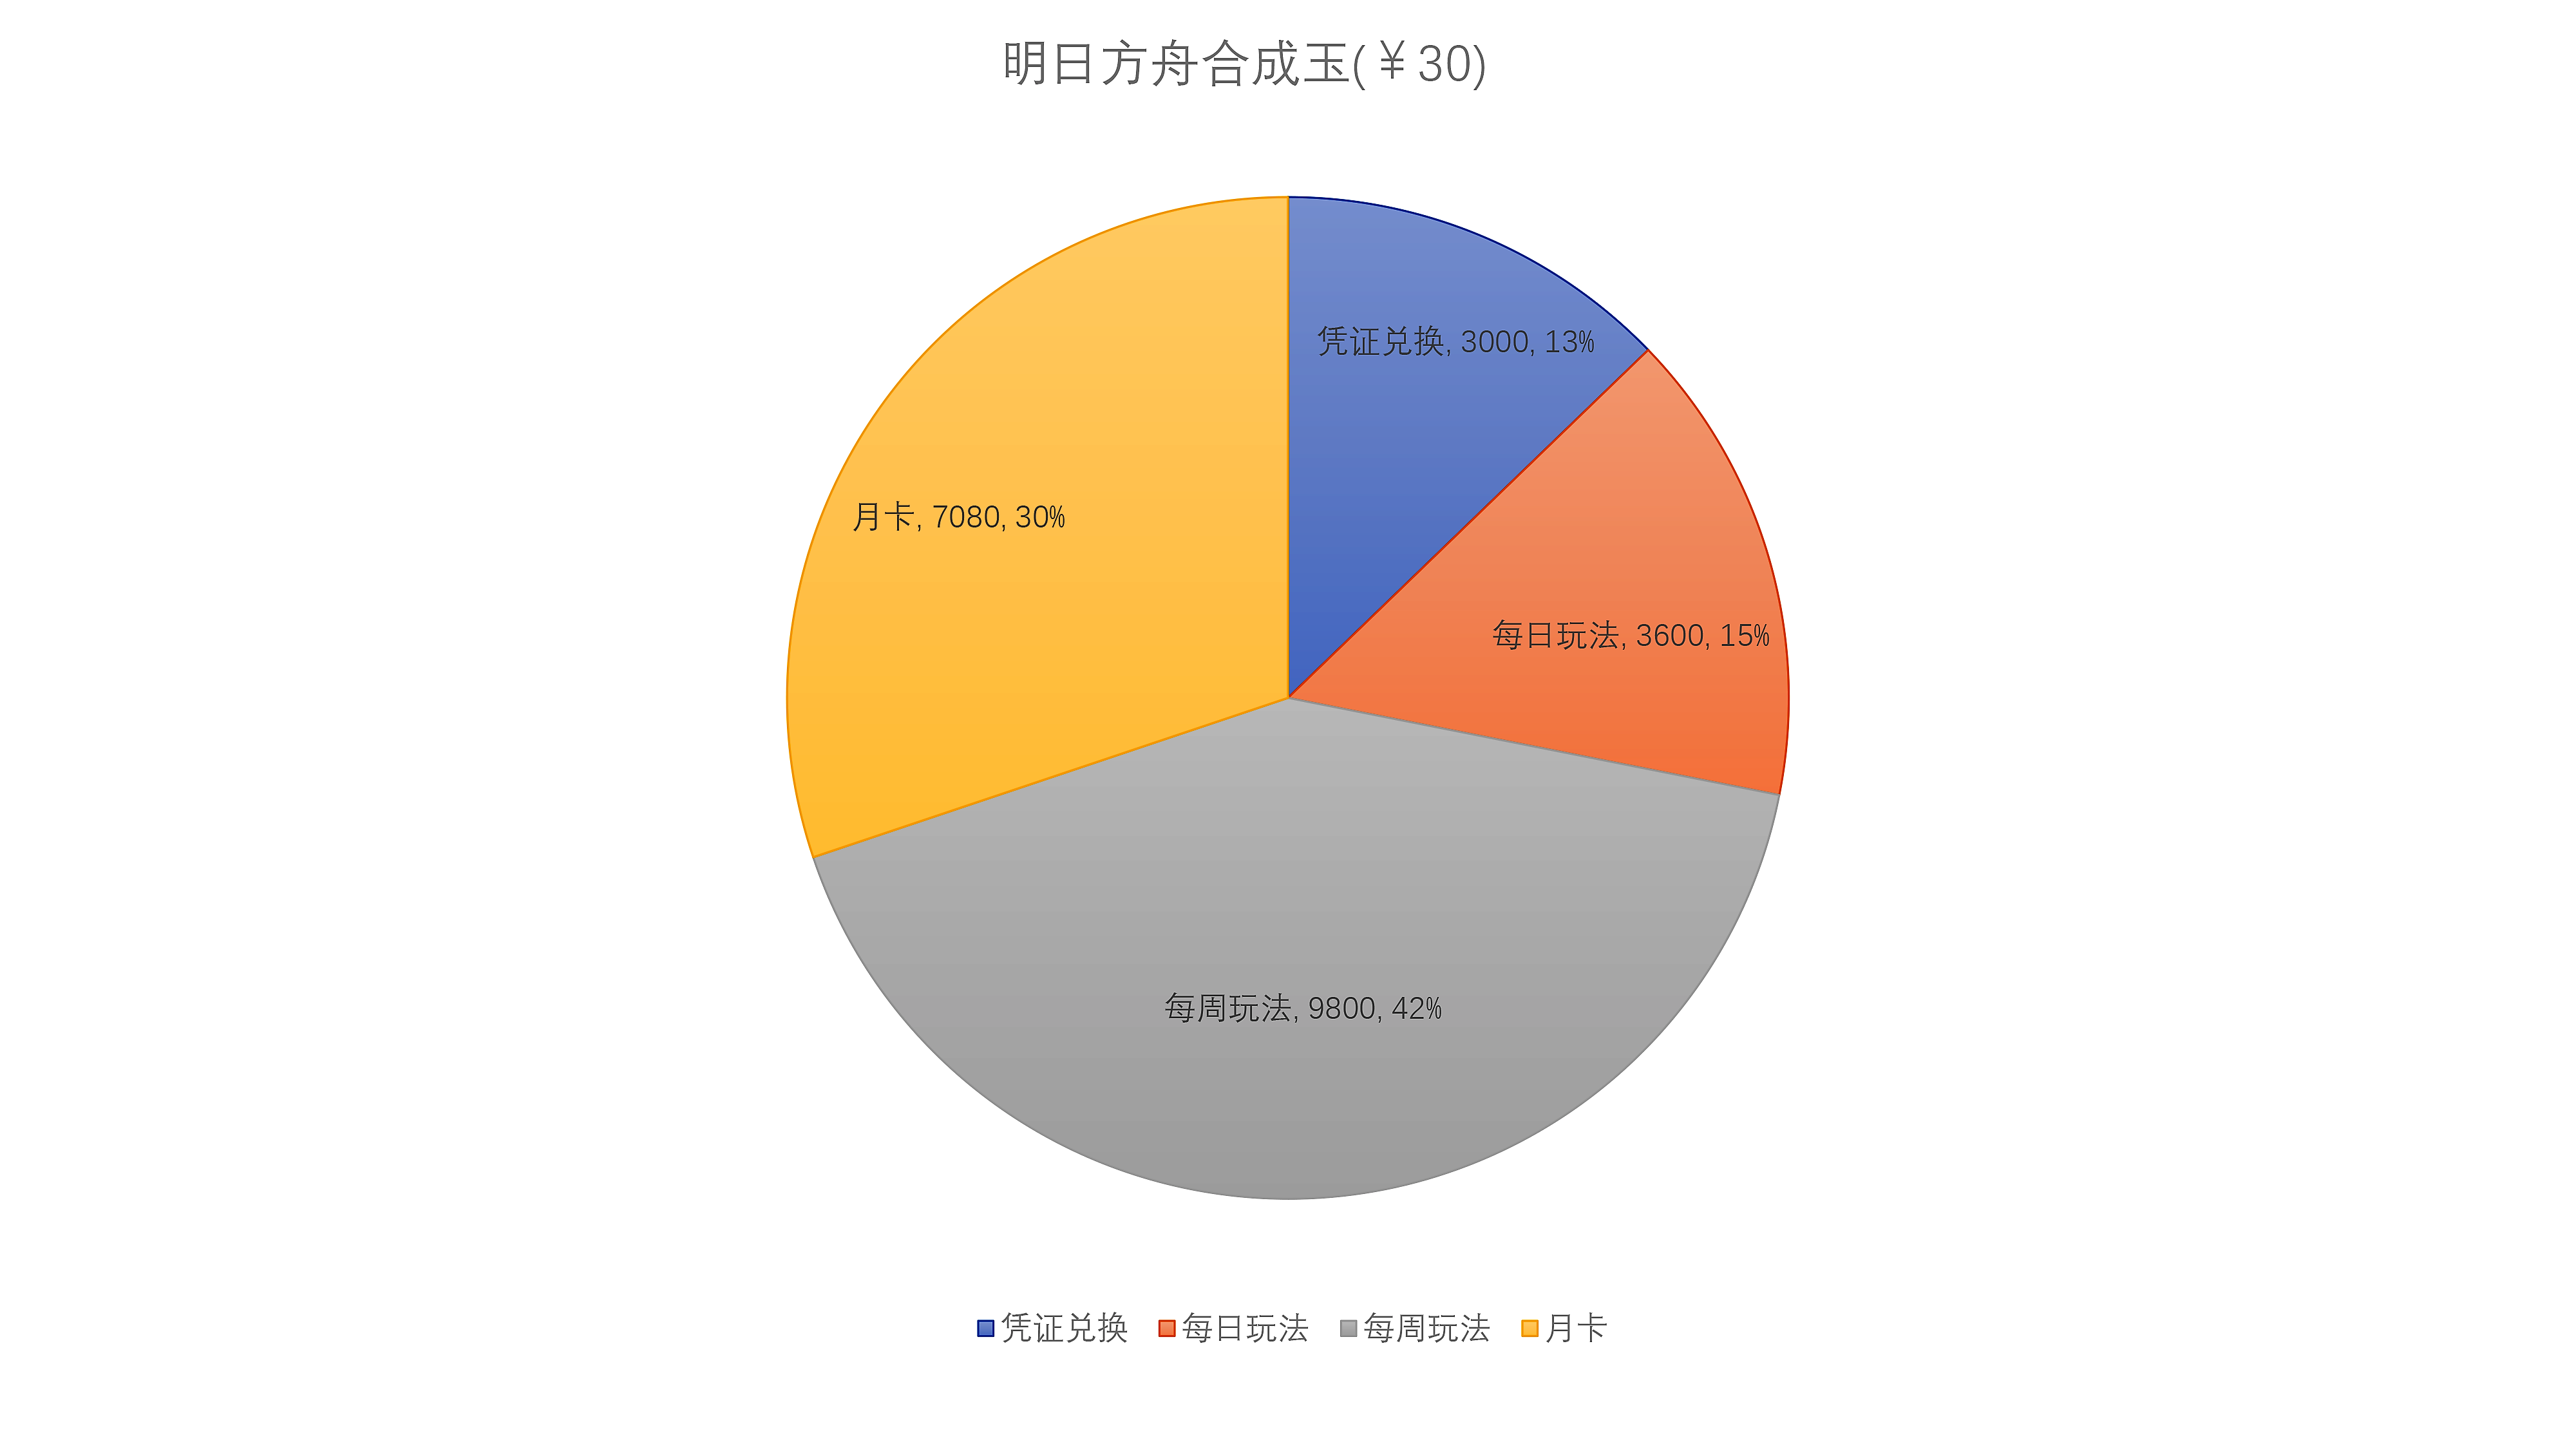 明日方舟合成玉(￥30)
凭证兑换, 3000, 13%
月卡, 7080, 30%
每日玩法, 3600, 15%
每周玩法, 9800, 42%
凭证兑换 每日玩法 每周玩法 月卡